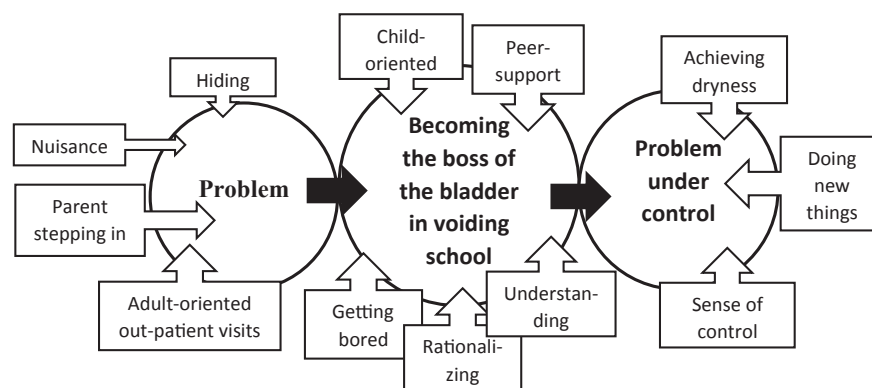 Hiding
Nuisance
Parent
stepping in
Adult-oriented
out-patient visits
Problem
Child-
oriented
Peer-
support
Becoming
the boss of
the bladder
in voiding
school
Getting
bored
Rationali-
zing
Understan-
ding
Achieving
dryness
Problem
under
control
Doing
new
things
Sense of
control